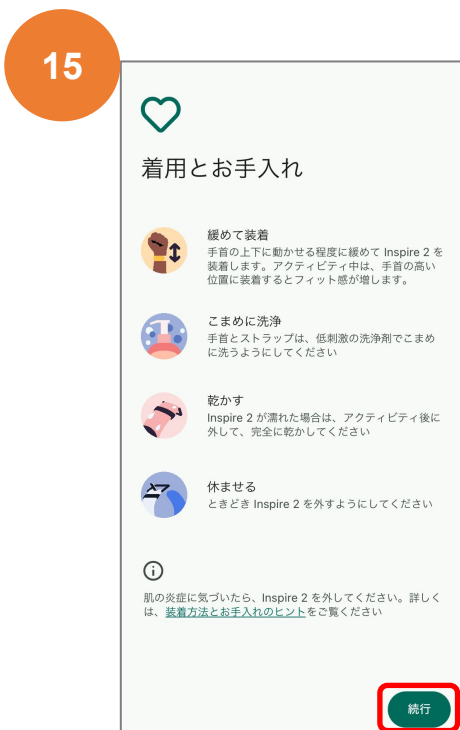 15
着用とお手入れ
緩めて装着
手首の上下に動かせる程度に緩めて Inspire 2 を
装着します。アクティビティ中は、手首の高い
位置に装着するとフィット感が増します。
こまめに洗浄
手首とストラップは、低刺激の洗浄剤でこまめ
に洗うようにしてください
乾かす
Inspire 2 が濡れた場合は、アクティビティ後に
外して、完全に乾かしてください
休ませる
ときどき Inspire 2 を外すようにしてください
肌の炎症に気づいたら、Inspire 2 を外してください。詳しく
は、装着方法とお手入れのヒントをご覧ください
続行